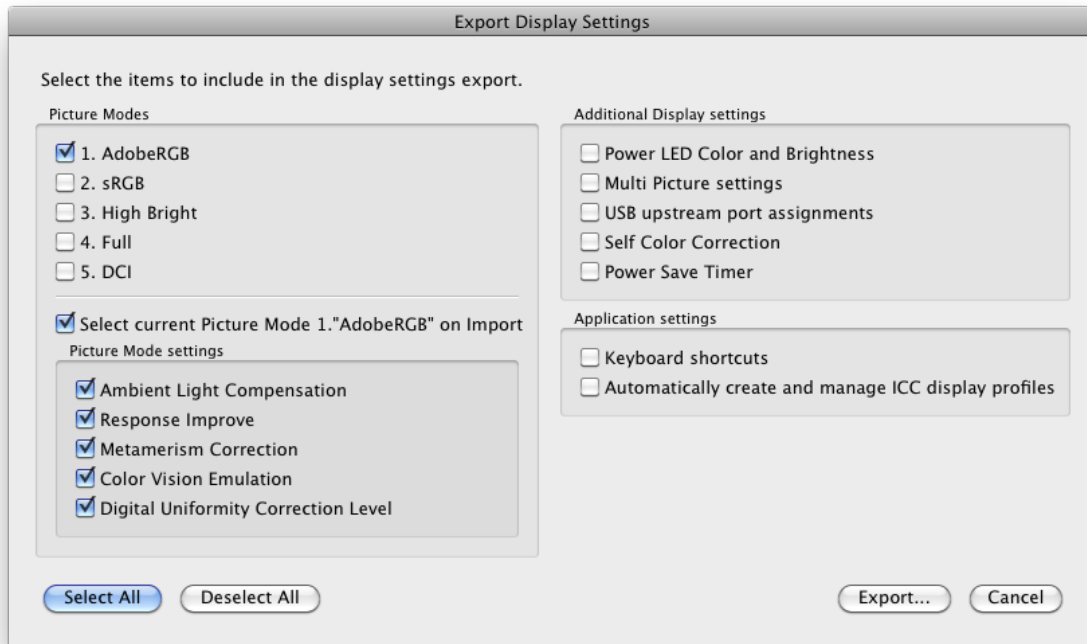 Export Display Settings
Select the items to include in the display settings export.
Picture Modes
1. AdobeRGB
2. sRGB
3. High Bright
4. Full
5. DCI
Select current Picture Mode 1."AdobeRGB" on Import
Picture Mode settings
Ambient Light Compensation
Response Improve
Metamerism Correction
Color Vision Emulation
Digital Uniformity Correction Level
Additional Display settings
Power LED Color and Brightness
Multi Picture settings
USB upstream port assignments
Self Color Correction
Power Save Timer
Application settings
Keyboard shortcuts
Automatically create and manage ICC display profiles
Select All
Deselect All
Export...
Cancel